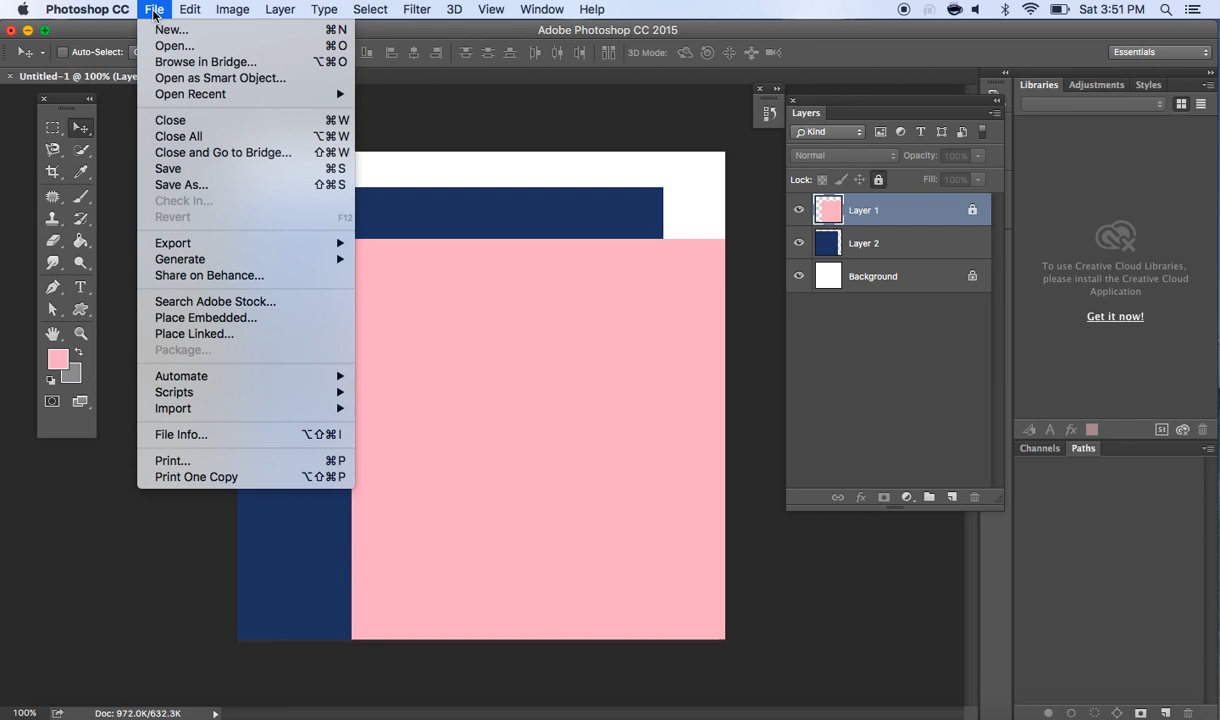 Photoshop CC File Edit Image Layer Type Select Filter 3D View Window Help Sat 3:51 PM
Adobe Photoshop CC 2015
Auto-Select: 3D Mode: Essentials
× Untitled-1 @ 100% (Laye
New... ⌘N
Open... ⌘O
Browse in Bridge... ⌥⌘O
Open as Smart Object...
Open Recent
Close ⌘W
Close All ⌥⌘W
Close and Go to Bridge... ⇧⌘W
Save ⌘S
Save As... ⇧⌘S
Check In...
Revert F12
Export
Generate
Share on Behance...
Search Adobe Stock...
Place Embedded...
Place Linked...
Package...
Automate
Scripts
Import
File Info... ⌥⇧⌘I
Print... ⌘P
Print One Copy ⌥⇧⌘P
Layers
Kind
Normal Opacity: 100%
Lock: Fill: 100%
Layer 1
Layer 2
Background
fx
Libraries Adjustments Styles
To use Creative Cloud Libraries,
please install the Creative Cloud
Application
Get it now!
A fx St
Channels Paths
100% Doc: 972.0K/632.3K